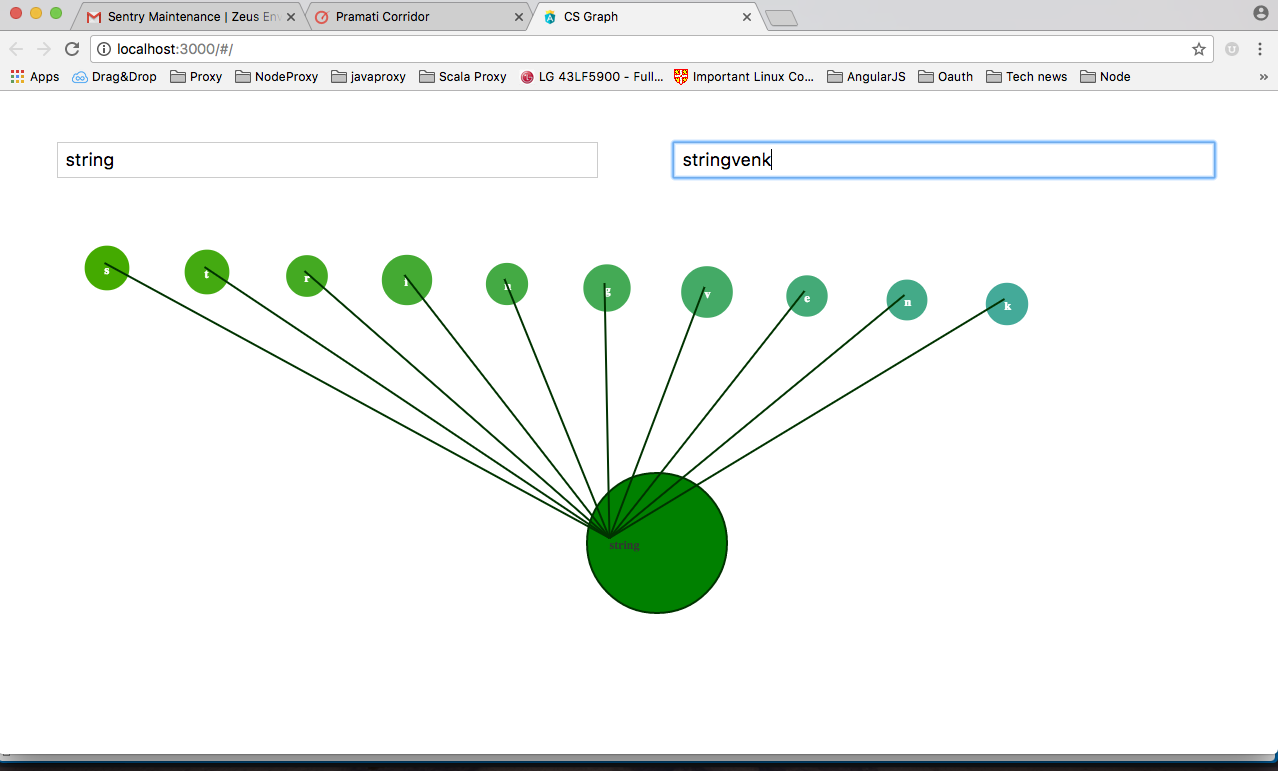 Sentry Maintenance | Zeus En
Pramati Corridor
CS Graph
localhost:3000/#/
Apps Drag&Drop Proxy NodeProxy javaproxy Scala Proxy LG 43LF5900 - Full... Important Linux Co... AngularJS Oauth Tech news Node »
string
stringvenk
s t r i n g v e n k
string